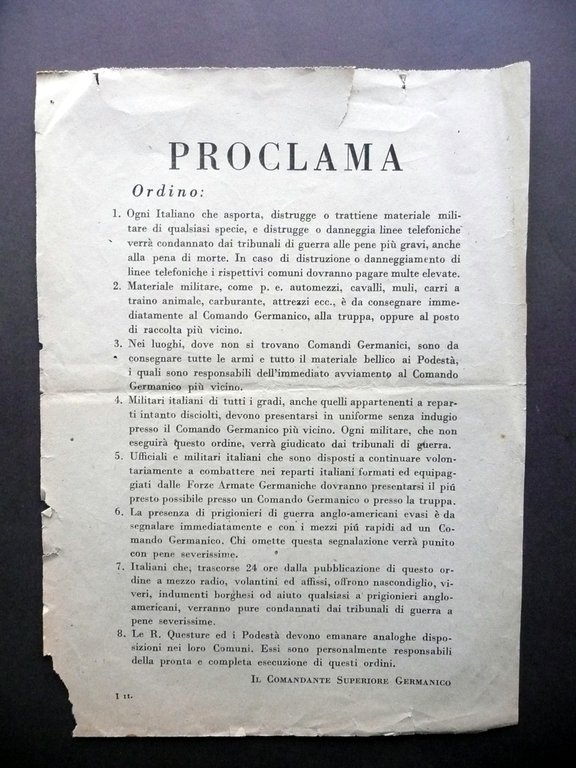 PROCLAMA
Ordino:
1. Ogni Italiano che asporta, distrugge o trattiene materiale mili-
tare di qualsiasi specie, e distrugge o danneggia linee telefoniche
verrà condannato dai tribunali di guerra alle pene più gravi, anche
alla pena di morte. In caso di distruzione o danneggiamento di
linee telefoniche i rispettivi comuni dovranno pagare multe elevate.
2. Materiale militare, come p. e. automezzi, cavalli, muli, carri a
traino animale, carburante, attrezzi ecc., è da consegnare imme-
diatamente al Comando Germanico, alla truppa, oppure al posto
di raccolta più vicino.
3. Nei luoghi, dove non si trovano Comandi Germanici, sono da
consegnare tutte le armi e tutto il materiale bellico ai Podestà,
i quali sono responsabili dell'immediato avviamento al Comando
Germanico più vicino.
4. Militari italiani di tutti i gradi, anche quelli appartenenti a repar-
ti intanto disciolti, devono presentarsi in uniforme senza indugio
presso il Comando Germanico più vicino. Ogni militare, che non
eseguirà questo ordine, verrà giudicato dai tribunali di guerra.
5. Ufficiali e militari italiani che sono disposti a continuare volon-
tariamente a combattere nei reparti italiani formati ed equipag-
giati dalle Forze Armate Germaniche dovranno presentarsi il piú
presto possibile presso un Comando Germanico o presso la truppa.
6. La presenza di prigionieri di guerra anglo-americani evasi è da
segnalare immediatamente e con i mezzi piú rapidi ad un Co-
mando Germanico. Chi omette questa segnalazione verrà punito
con pene severissime.
7. Italiani che, trascorse 24 ore dalla pubblicazione di questo or-
dine a mezzo radio, volantini ed affissi, offrono nascondiglio, vi-
veri, indumenti borghesi od aiuto qualsiasi a prigionieri anglo-
americani, verranno pure condannati dai tribunali di guerra a
pene severissime.
8. Le R. Questure ed i Podestà devono emanare analoghe dispo-
sizioni nei loro Comuni. Essi sono personalmente responsabili
della pronta e completa esecuzione di questi ordini.
IL COMANDANTE SUPERIORE GERMANICO
I it.